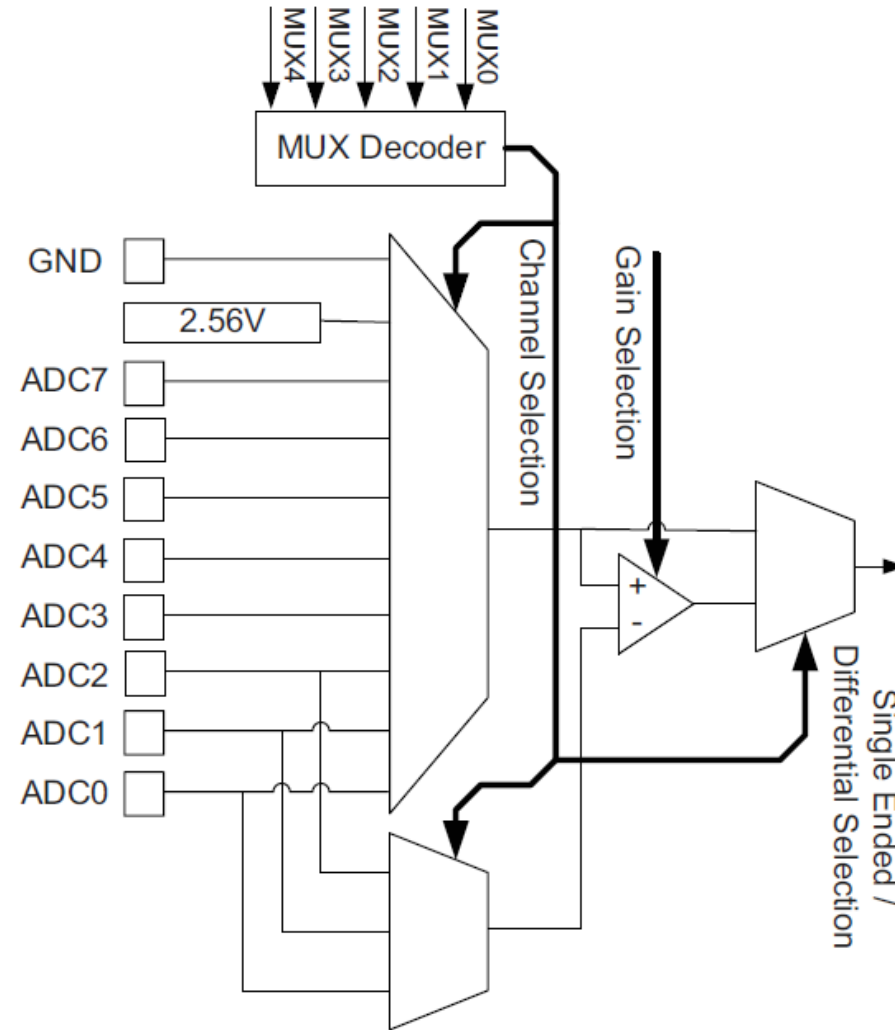 MUX4
MUX3
MUX2
MUX1
MUX0
MUX Decoder
GND
2.56V
ADC7
ADC6
ADC5
ADC4
ADC3
ADC2
ADC1
ADC0
Channel Selection
Gain Selection
+
-
Single Ended /
Differential Selection